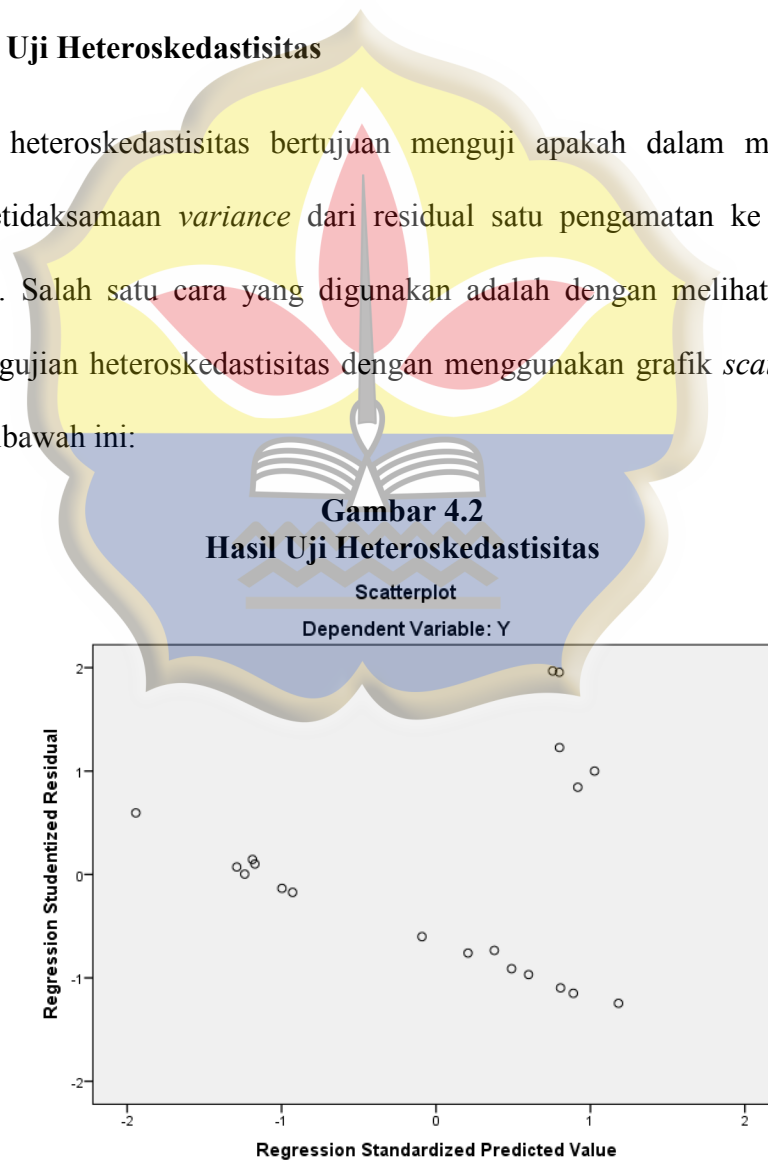 Uji Heteroskedastisitas
heteroskedastisitas bertujuan menguji apakah dalam m
etidaksamaan variance dari residual satu pengamatan ke
. Salah satu cara yang digunakan adalah dengan melihat
gujian heteroskedastisitas dengan menggunakan grafik sca
ibawah ini:
Gambar 4.2
Hasil Uji Heteroskedastisitas
Scatterplot
Dependent Variable: Y
Regression Studentized Residual
2
1
0
-1
-2
-2 -1 0 1 2
Regression Standardized Predicted Value